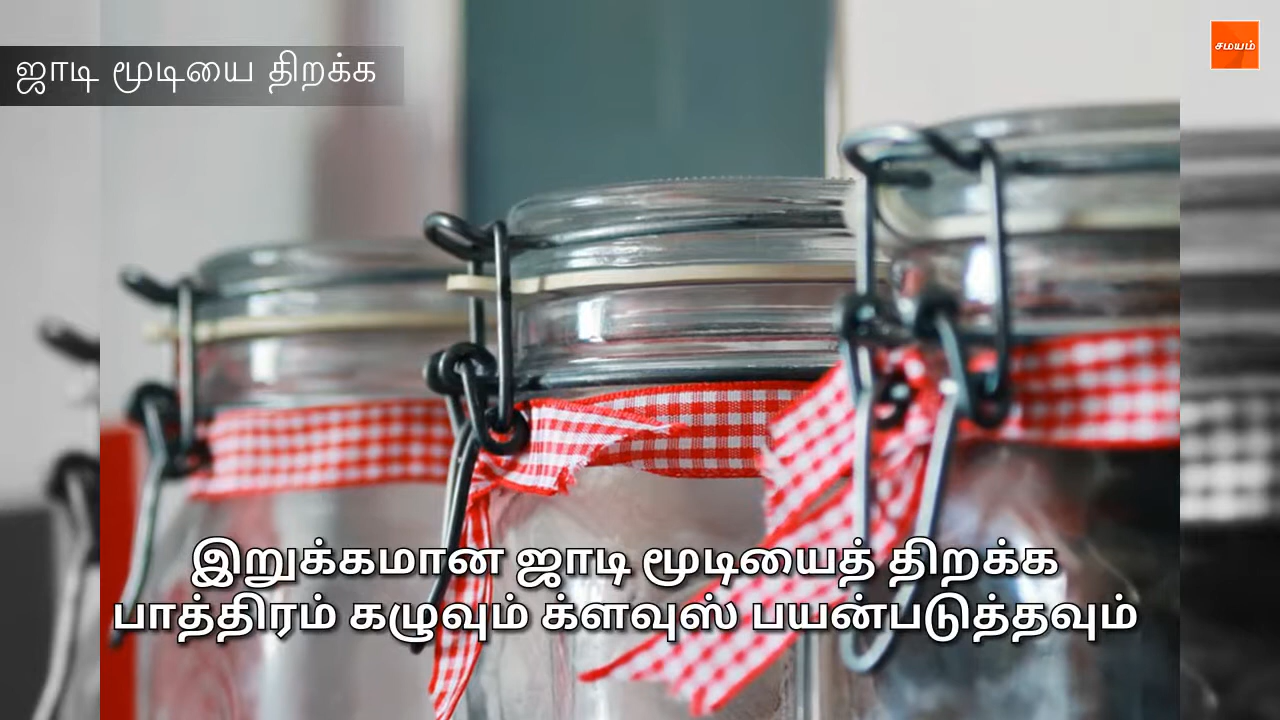 ஜாடி மூடியை திறக்க
சமயம்
இறுக்கமான ஜாடி மூடியைத் திறக்க
பாத்திரம் கழுவும் க்ளவுஸ் பயன்படுத்தவும்